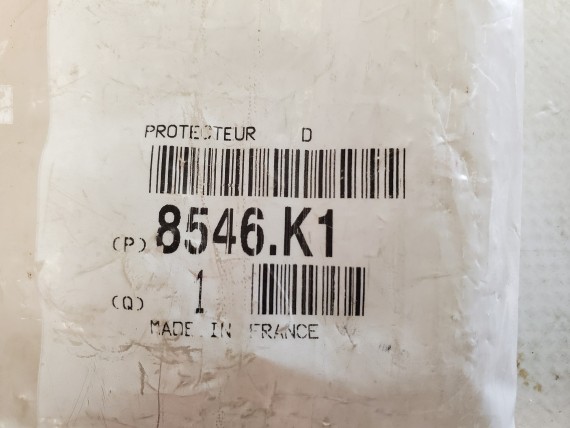 PROTECTEUR D
(P) 8546.K1
(Q) 1
MADE IN FRANCE